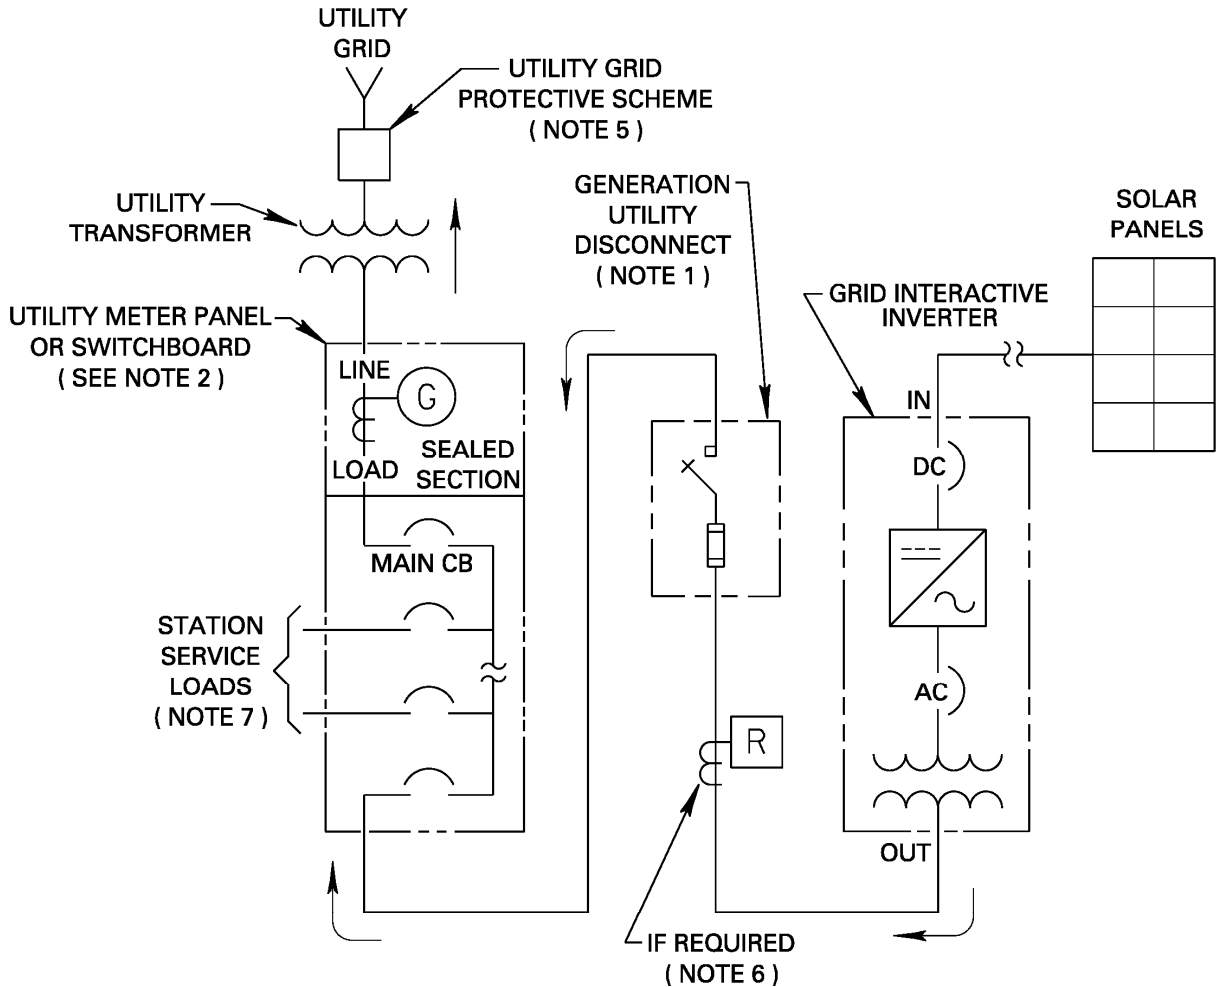 UTILITY
GRID
UTILITY GRID
PROTECTIVE SCHEME
( NOTE 5 )
UTILITY
TRANSFORMER
GENERATION
UTILITY
DISCONNECT
( NOTE 1 )
SOLAR
PANELS
UTILITY METER PANEL
OR SWITCHBOARD
( SEE NOTE 2 )
GRID INTERACTIVE
INVERTER
LINE
G
LOAD
SEALED
SECTION
MAIN CB
IN
DC
STATION
SERVICE
LOADS
( NOTE 7 )
AC
R
OUT
IF REQUIRED
( NOTE 6 )